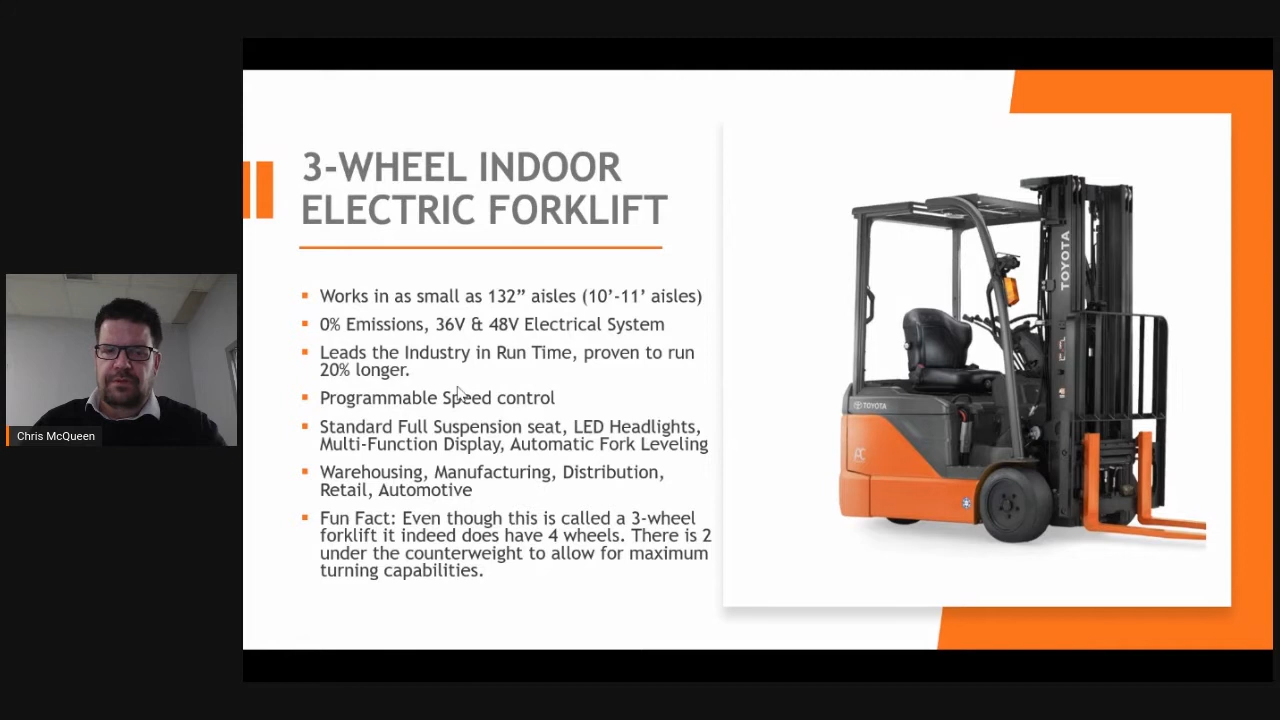 3-WHEEL INDOOR
ELECTRIC FORKLIFT
Works in as small as 132” aisles (10’-11’ aisles)
0% Emissions, 36V & 48V Electrical System
Leads the Industry in Run Time, proven to run
20% longer.
Programmable Speed control
Standard Full Suspension seat, LED Headlights,
Multi-Function Display, Automatic Fork Leveling
Warehousing, Manufacturing, Distribution,
Retail, Automotive
Fun Fact: Even though this is called a 3-wheel
forklift it indeed does have 4 wheels. There is 2
under the counterweight to allow for maximum
turning capabilities.
TOYOTA
TOYOTA
AC
Chris McQueen